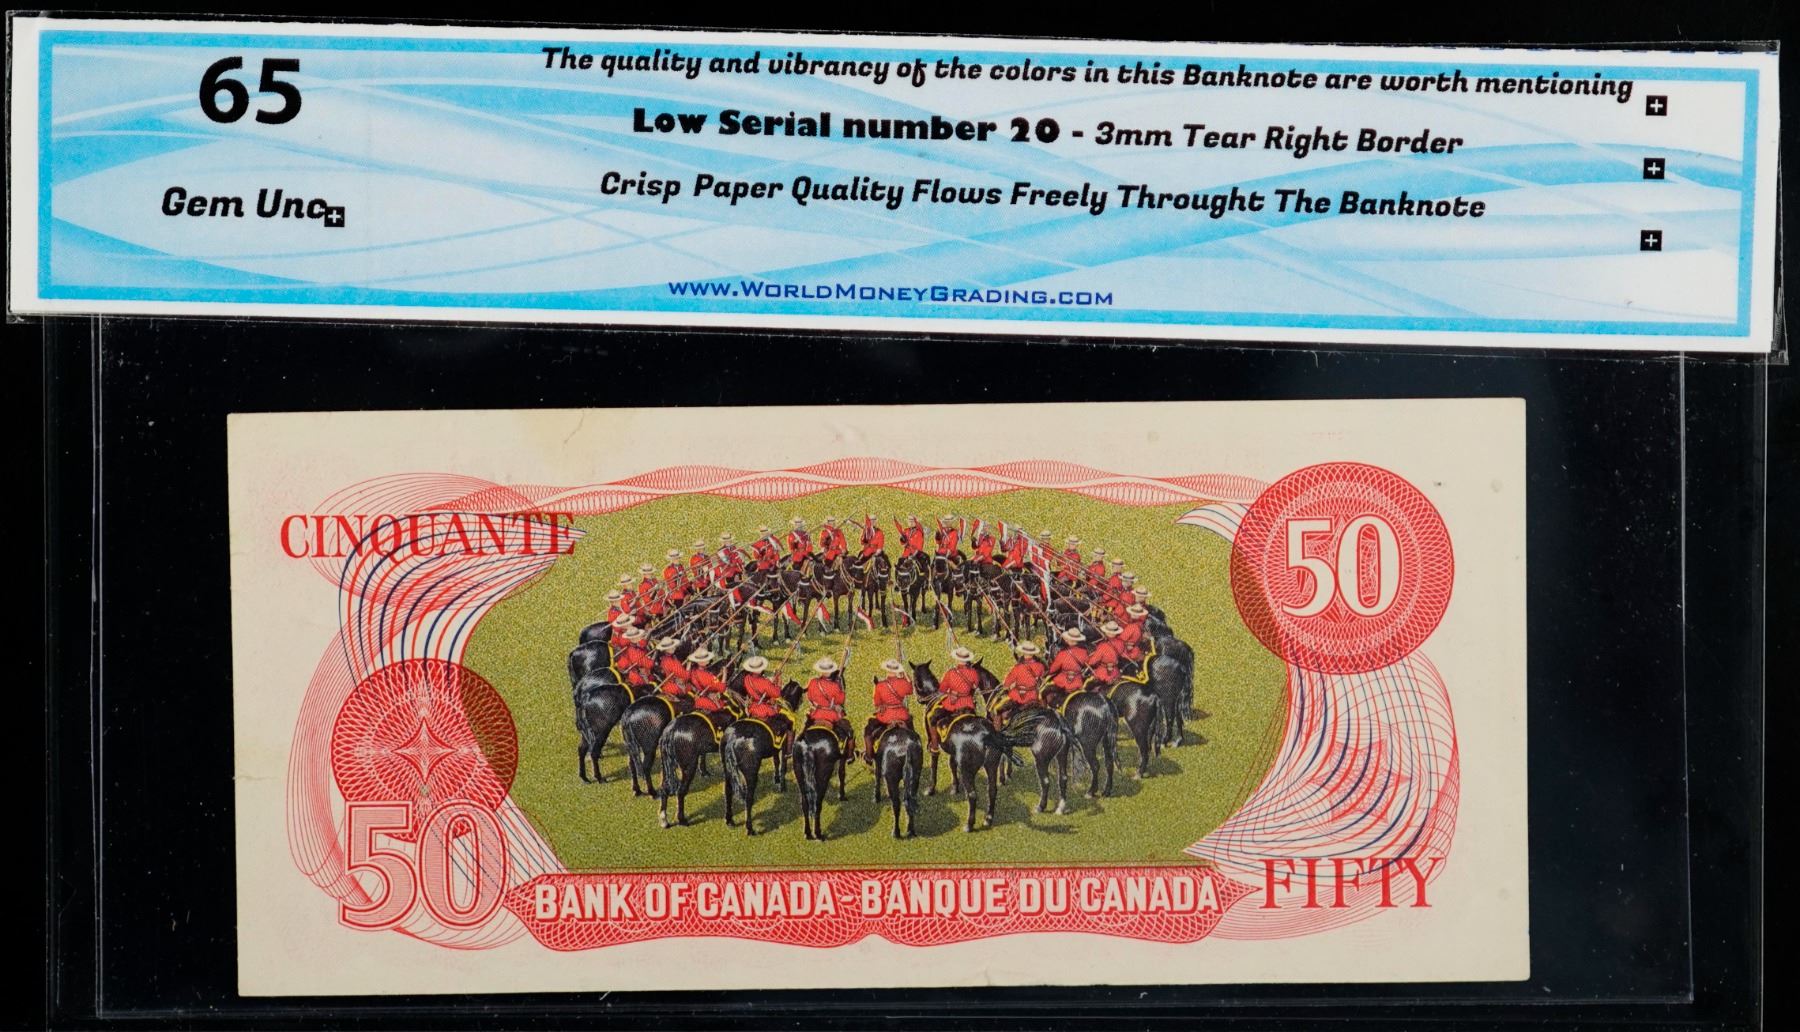 65
The quality and vibrancy of the colors in this Banknote are worth mentioning
Low Serial number 20 - 3mm Tear Right Border
Crisp Paper Quality Flows Freely Throught The Banknote
Gem Unc
www.WorldMoneyGrading.com
CINQUANTE
50
50
BANK OF CANADA-BANQUE DU CANADA
FIFTY